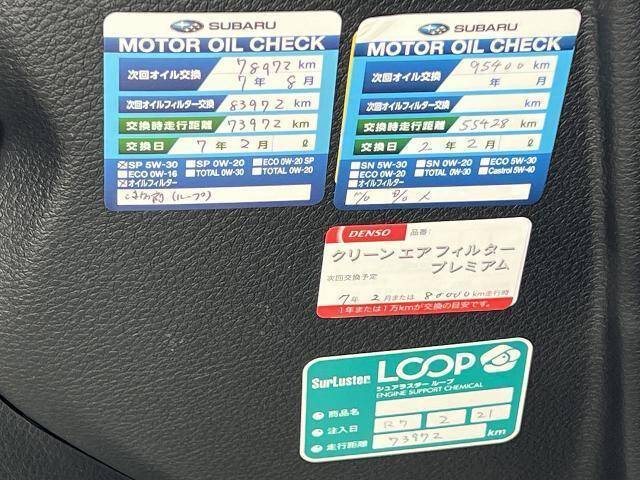 SUBARU
MOTOR OIL CHECK
次回オイル交換 78972 km
7年 8月
次回オイルフィルター交換 83972 km
交換時走行距離 73972 km
交換日 7年 2月 ℓ
SP 5W-30 SP 0W-20 ECO 0W-20 SP
ECO 0W-16 TOTAL 0W-30 TOTAL 0W-20
オイルフィルター
(ループ)
SUBARU
MOTOR OIL CHECK
次回オイル交換 95400 km
年 月
次回オイルフィルター交換 km
交換時走行距離 55428 km
交換日 2年 2月 ℓ
SN 5W-30 SN 0W-20 ECO 5W-30
ECO 0W-20 TOTAL 0W-30 Castrol 5W-40
オイルフィルター
DENSO 品番:
クリーンエアフィルター
プレミアム
次回交換予定
7年 2月または 80000km走行時
1年または1万kmが交換の目安です。
SurLuster LOOP
シュアラスター ループ
ENGINE SUPPORT CHEMICAL
商品名
注入日 R7 2 21
走行距離 73972 km